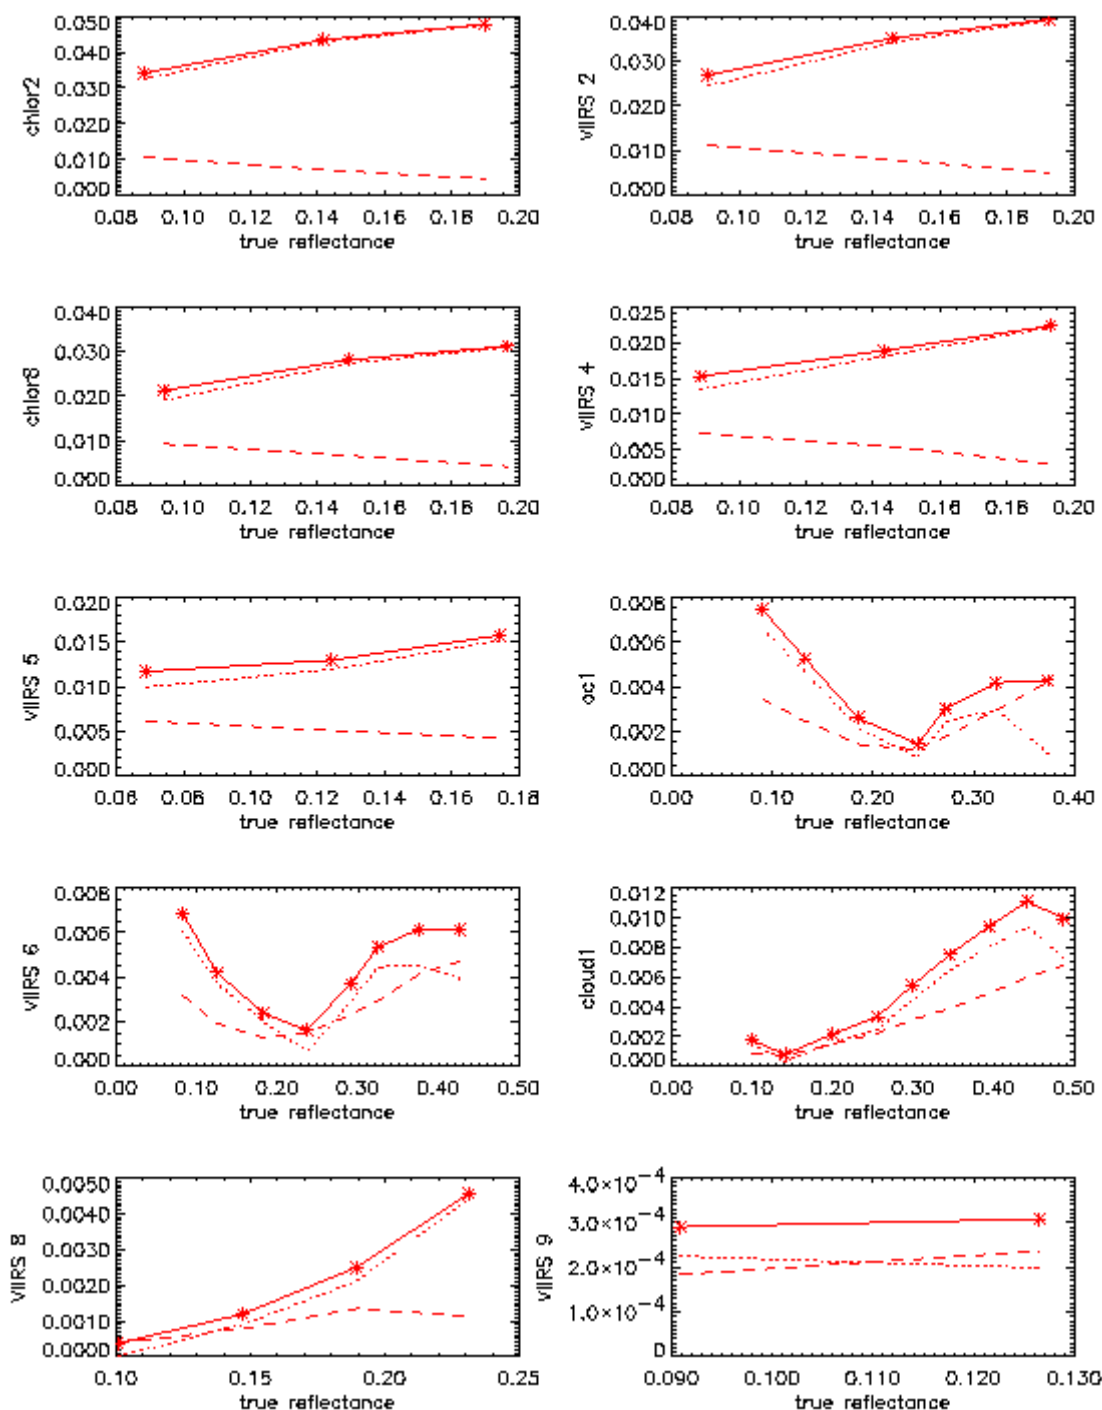 chlor2
0.050
0.040
0.030
0.020
0.010
0.000
0.08 0.10 0.12 0.14 0.16 0.18 0.20
true reflectance
VIIRS 2
0.040
0.030
0.020
0.010
0.000
0.08 0.10 0.12 0.14 0.16 0.18 0.20
true reflectance
chlor8
0.040
0.030
0.020
0.010
0.000
0.08 0.10 0.12 0.14 0.16 0.18 0.20
true reflectance
VIIRS 4
0.025
0.020
0.015
0.010
0.005
0.000
0.08 0.10 0.12 0.14 0.16 0.18 0.20
true reflectance
VIIRS 5
0.020
0.015
0.010
0.005
0.000
0.06 0.08 0.10 0.12 0.14 0.16 0.18
true reflectance
oc1
0.008
0.006
0.004
0.002
0.000
0.00 0.10 0.20 0.30 0.40
true reflectance
VIIRS 6
0.008
0.006
0.004
0.002
0.000
0.00 0.10 0.20 0.30 0.40 0.50
true reflectance
cloud1
0.012
0.010
0.008
0.006
0.004
0.002
0.000
0.00 0.10 0.20 0.30 0.40 0.50
true reflectance
VIIRS 8
0.0050
0.0040
0.0030
0.0020
0.0010
0.0000
0.10 0.15 0.20 0.25
true reflectance
VIIRS 9
4.0×10⁻⁴
3.0×10⁻⁴
2.0×10⁻⁴
1.0×10⁻⁴
0
0.090 0.100 0.110 0.120 0.130
true reflectance